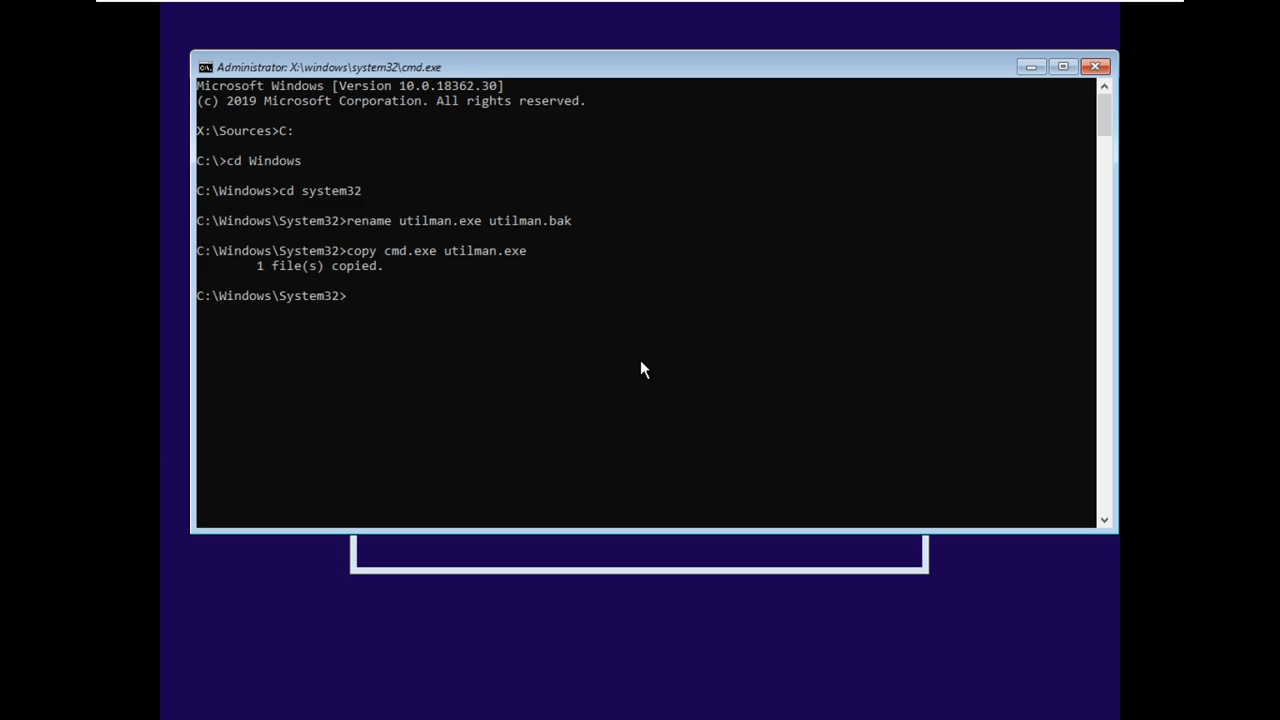 Administrator: X:\windows\system32\cmd.exe
Microsoft Windows [Version 10.0.18362.30]
(c) 2019 Microsoft Corporation. All rights reserved.
X:\Sources>C:
C:\>cd Windows
C:\Windows>cd system32
C:\Windows\System32>rename utilman.exe utilman.bak
C:\Windows\System32>copy cmd.exe utilman.exe
        1 file(s) copied.
C:\Windows\System32>